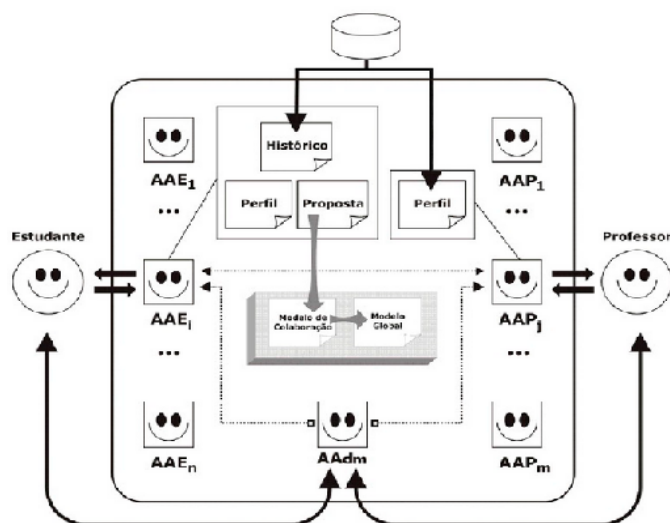 Histórico
AAE1
AAP1
Perfil
Proposta
Perfil
...
...
Estudante
Professor
AAEi
AAPj
Modelo de
Colaboração
Modelo
Global
...
...
AAEn
AAdm
AAPm